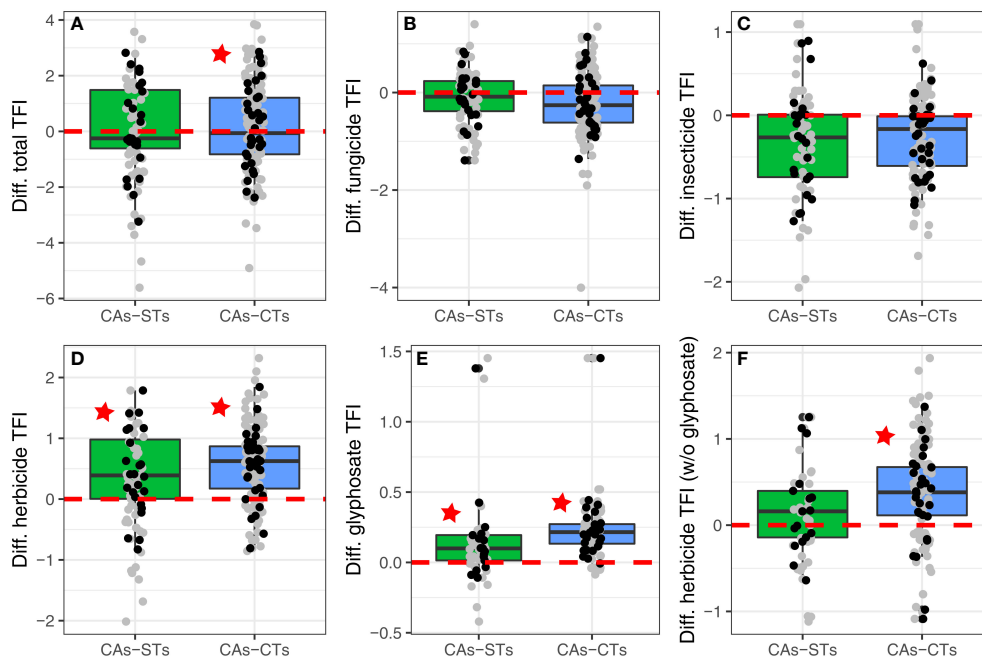 A
Diff. total TFI
4
2
0
−2
−4
−6
CAs−STs
CAs−CTs
B
Diff. fungicide TFI
0
−2
−4
CAs−STs
CAs−CTs
C
Diff. insecticide TFI
1
0
−1
−2
CAs−STs
CAs−CTs
D
Diff. herbicide TFI
2
1
0
−1
−2
CAs−STs
CAs−CTs
E
Diff. glyphosate TFI
1.5
1.0
0.5
0.0
−0.5
CAs−STs
CAs−CTs
F
Diff. herbicide TFI (w/o glyphosate)
2
1
0
−1
CAs−STs
CAs−CTs